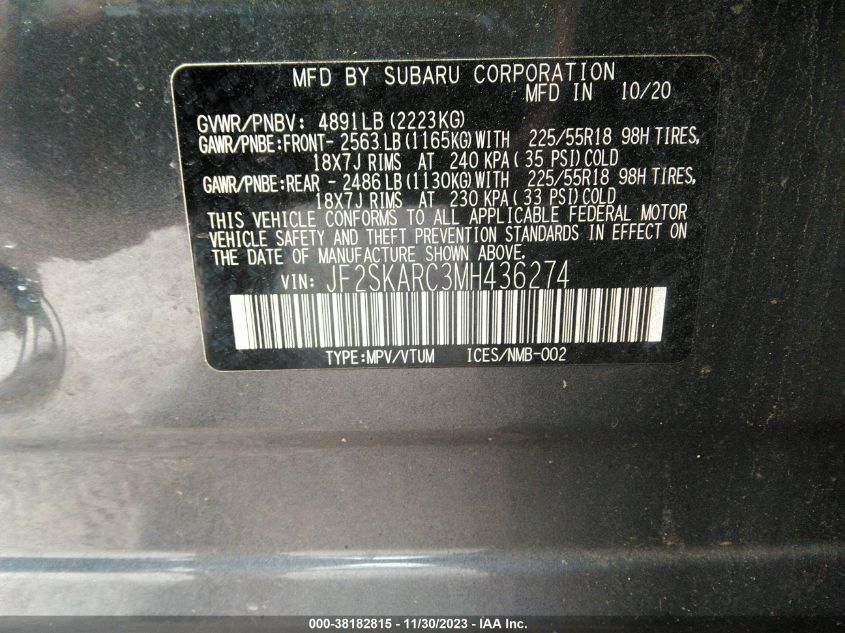 MFD BY SUBARU CORPORATION
MFD IN 10/20
GVWR/PNBV: 4891LB(2223KG)
GAWR/PNBE:FRONT- 2563LB(1165KG)WITH 225/55R18 98H TIRES,
18X7J RIMS AT 240 KPA(35 PSI)COLD
GAWR/PNBE:REAR - 2486LB(1130KG)WITH 225/55R18 98H TIRES,
18X7J RIMS AT 230 KPA(33 PSI)COLD
THIS VEHICLE CONFORMS TO ALL APPLICABLE FEDERAL MOTOR
VEHICLE SAFETY AND THEFT PREVENTION STANDARDS IN EFFECT ON
THE DATE OF MANUFACTURE SHOWN ABOVE.
VIN: JF2SKARC3MH436274
TYPE:MPV/VTUM ICES/NMB-002
000-38182815 - 11/30/2023 - IAA Inc.